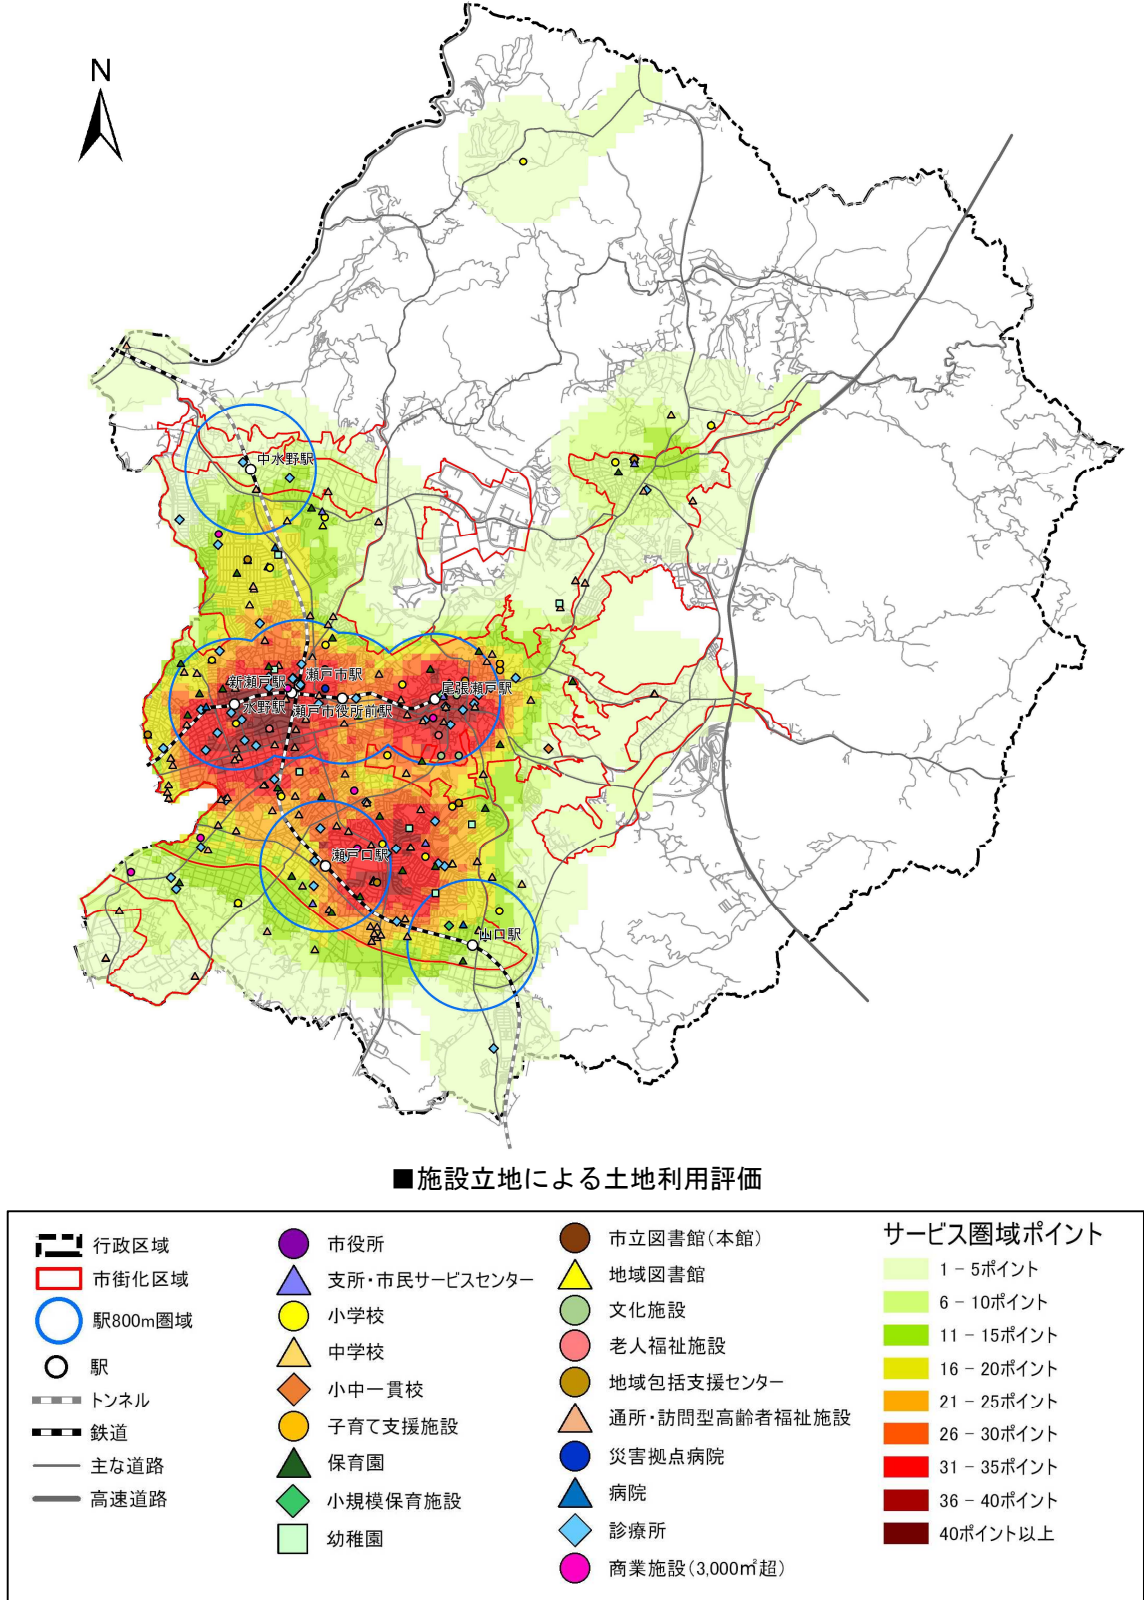 N
中水野駅
瀬戸市駅
新瀬戸駅
尾張瀬戸駅
水野駅
瀬戸市役所前駅
瀬戸口駅
山口駅
■施設立地による土地利用評価
行政区域
市街化区域
駅800m圏域
駅
トンネル
鉄道
主な道路
高速道路
市役所
支所・市民サービスセンター
小学校
中学校
小中一貫校
子育て支援施設
保育園
小規模保育施設
幼稚園
市立図書館(本館)
地域図書館
文化施設
老人福祉施設
地域包括支援センター
通所・訪問型高齢者福祉施設
災害拠点病院
病院
診療所
商業施設(3,000㎡超)
サービス圏域ポイント
1 - 5ポイント
6 - 10ポイント
11 - 15ポイント
16 - 20ポイント
21 - 25ポイント
26 - 30ポイント
31 - 35ポイント
36 - 40ポイント
40ポイント以上